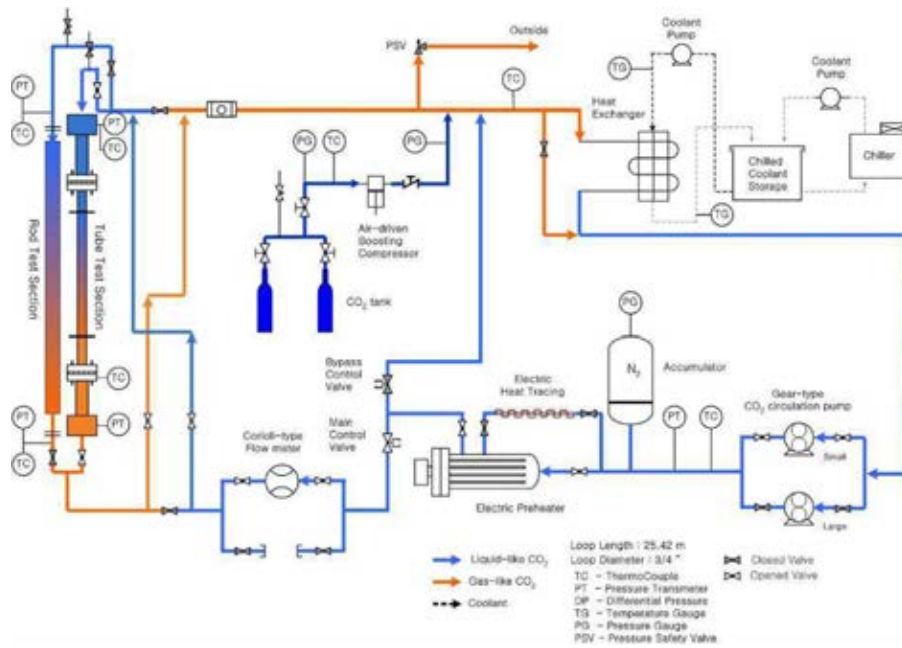 PSV
Outside
Coolant
Pump
TG
Coolant
Pump
PT
TC
PT
TC
TC
Heat
Exchanger
Chilled
Coolant
Storage
Chiller
TG
PG
TC
PG
Air-driven
Boosting
Compressor
CO2 tank
Rod Test Section
Tube Test Section
TC
PT
TC
PT
Bypass
Control
Valve
Main
Control
Valve
Corioli-type
Flow meter
Electric
Heat Tracing
PG
N2
Accumulator
PT
TC
Gear-type
CO2 circulation pump
Small
Large
Electric Preheater
Liquid-like CO2
Gas-like CO2
Coolant
Loop Length : 25.42 m
Loop Diameter : 3/4 "
TC - ThermoCouple
PT - Pressure Transmeter
DP - Differential Pressure
TG - Temperature Gauge
PG - Pressure Gauge
PSV - Pressure Safety Valve
Closed Valve
Opened Valve